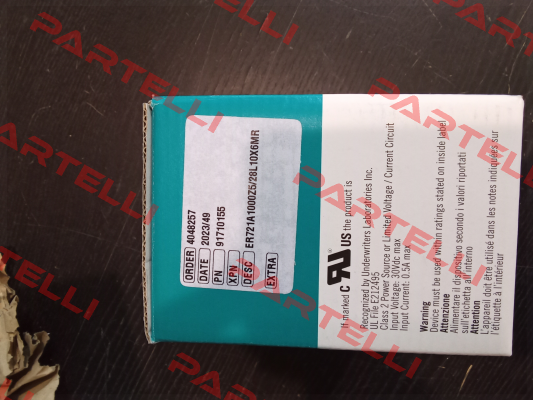 ORDER 4048257
DATE 2023/49
PN 91710155
XPN
DESC ER721A1000Z5/28L10X6MR
EXTRA
If marked C RU US the product is
Recognized by Underwriters Laboratories Inc.
UL File E212495
Class 2 Power Source or Limited Voltage / Current Circuit
Input Voltage: 30Vdc max
Input Current: 0.5A max
Warning
Device must be used within ratings stated on inside label
Attenzione
Alimentare il dispositivo secondo i valori riportati
sull'etichetta all'interno
Attention
L'appareil doit être utilisé dans les notes indiquées sur
l'étiquette à l'intérieur
PARTELLI
PARTELLI
PARTELLI
PARTELLI
PARTELLI
PARTELLI